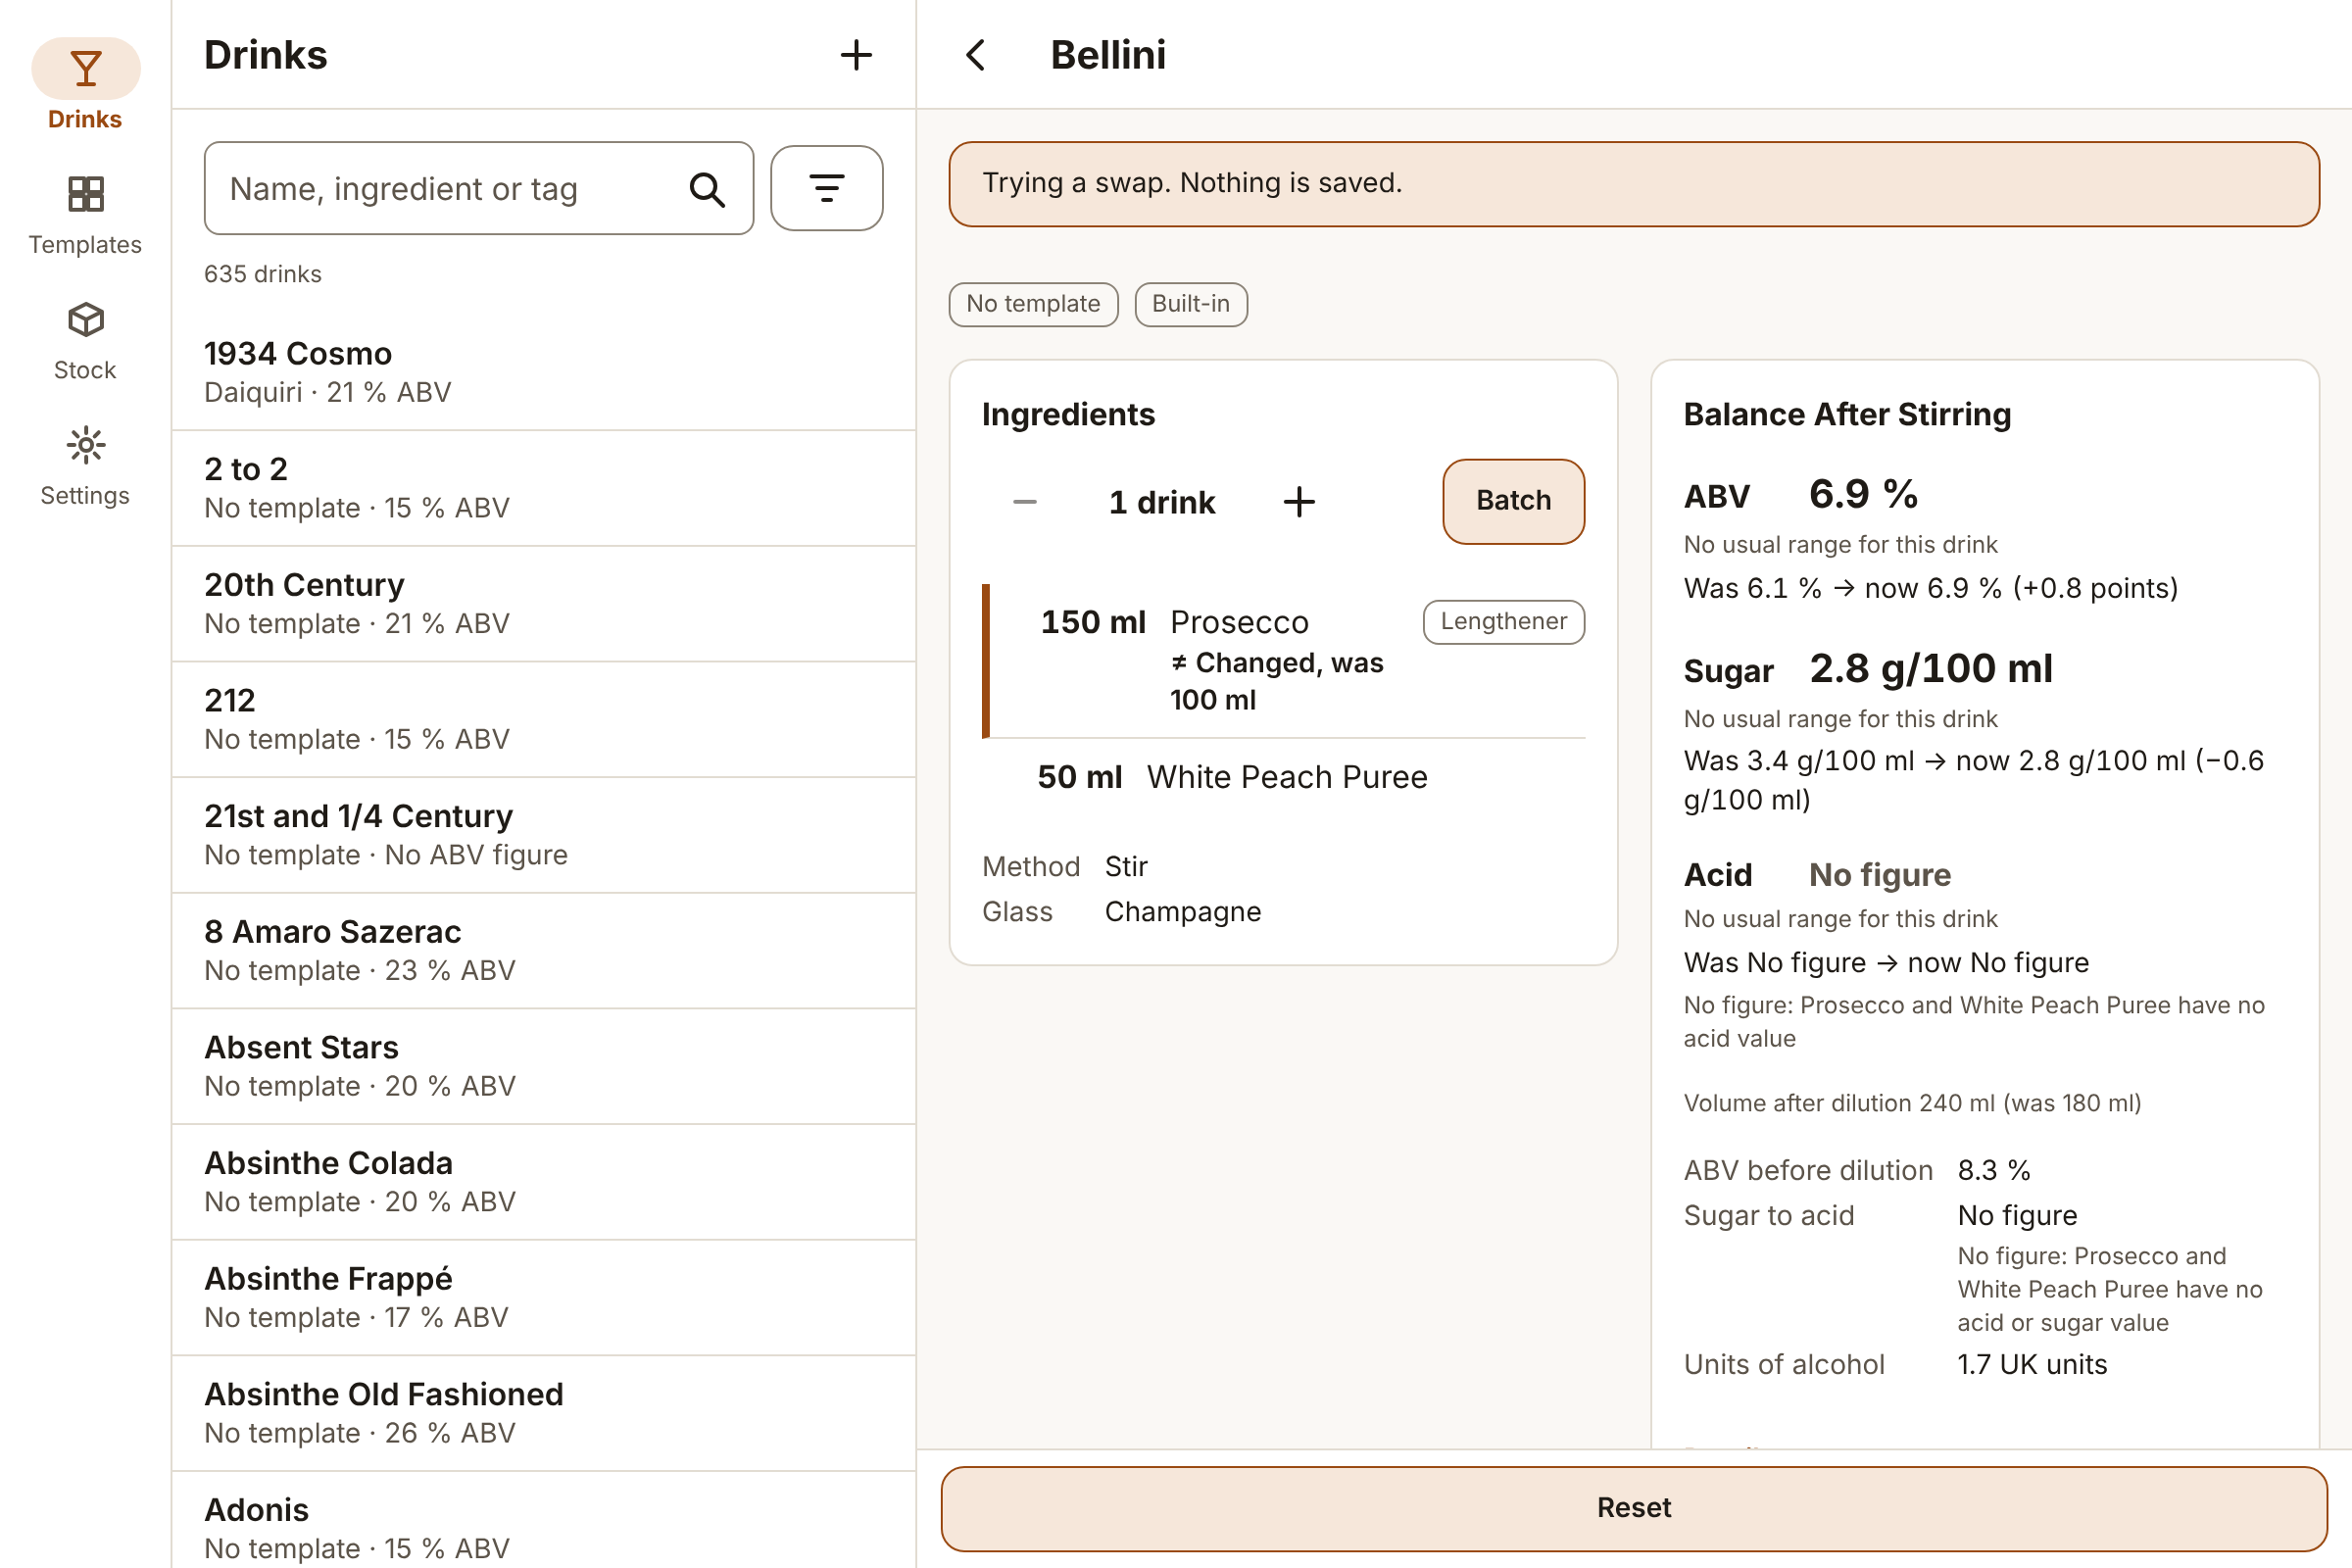 Drinks
Templates
Stock
Settings
Drinks
Name, ingredient or tag
635 drinks
1934 Cosmo
Daiquiri · 21 % ABV
2 to 2
No template · 15 % ABV
20th Century
No template · 21 % ABV
212
No template · 15 % ABV
21st and 1/4 Century
No template · No ABV figure
8 Amaro Sazerac
No template · 23 % ABV
Absent Stars
No template · 20 % ABV
Absinthe Colada
No template · 20 % ABV
Absinthe Frappé
No template · 17 % ABV
Absinthe Old Fashioned
No template · 26 % ABV
Adonis
No template · 15 % ABV
Bellini
Trying a swap. Nothing is saved.
No template
Built-in
Ingredients
1 drink
Batch
150 ml Prosecco Lengthener
≠ Changed, was
100 ml
50 ml White Peach Puree
Method Stir
Glass Champagne
Balance After Stirring
ABV 6.9 %
No usual range for this drink
Was 6.1 % → now 6.9 % (+0.8 points)
Sugar 2.8 g/100 ml
No usual range for this drink
Was 3.4 g/100 ml → now 2.8 g/100 ml (−0.6
g/100 ml)
Acid No figure
No usual range for this drink
Was No figure → now No figure
No figure: Prosecco and White Peach Puree have no
acid value
Volume after dilution 240 ml (was 180 ml)
ABV before dilution 8.3 %
Sugar to acid No figure
No figure: Prosecco and
White Peach Puree have no
acid or sugar value
Units of alcohol 1.7 UK units
Reset